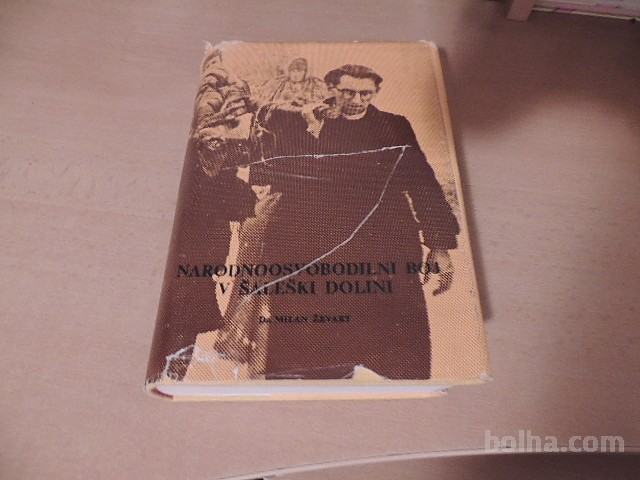 NARODNOOSVOBODILNI BOJ
V ŠALEŠKI DOLINI
Dr. MILAN ŽEVART
bolha.com